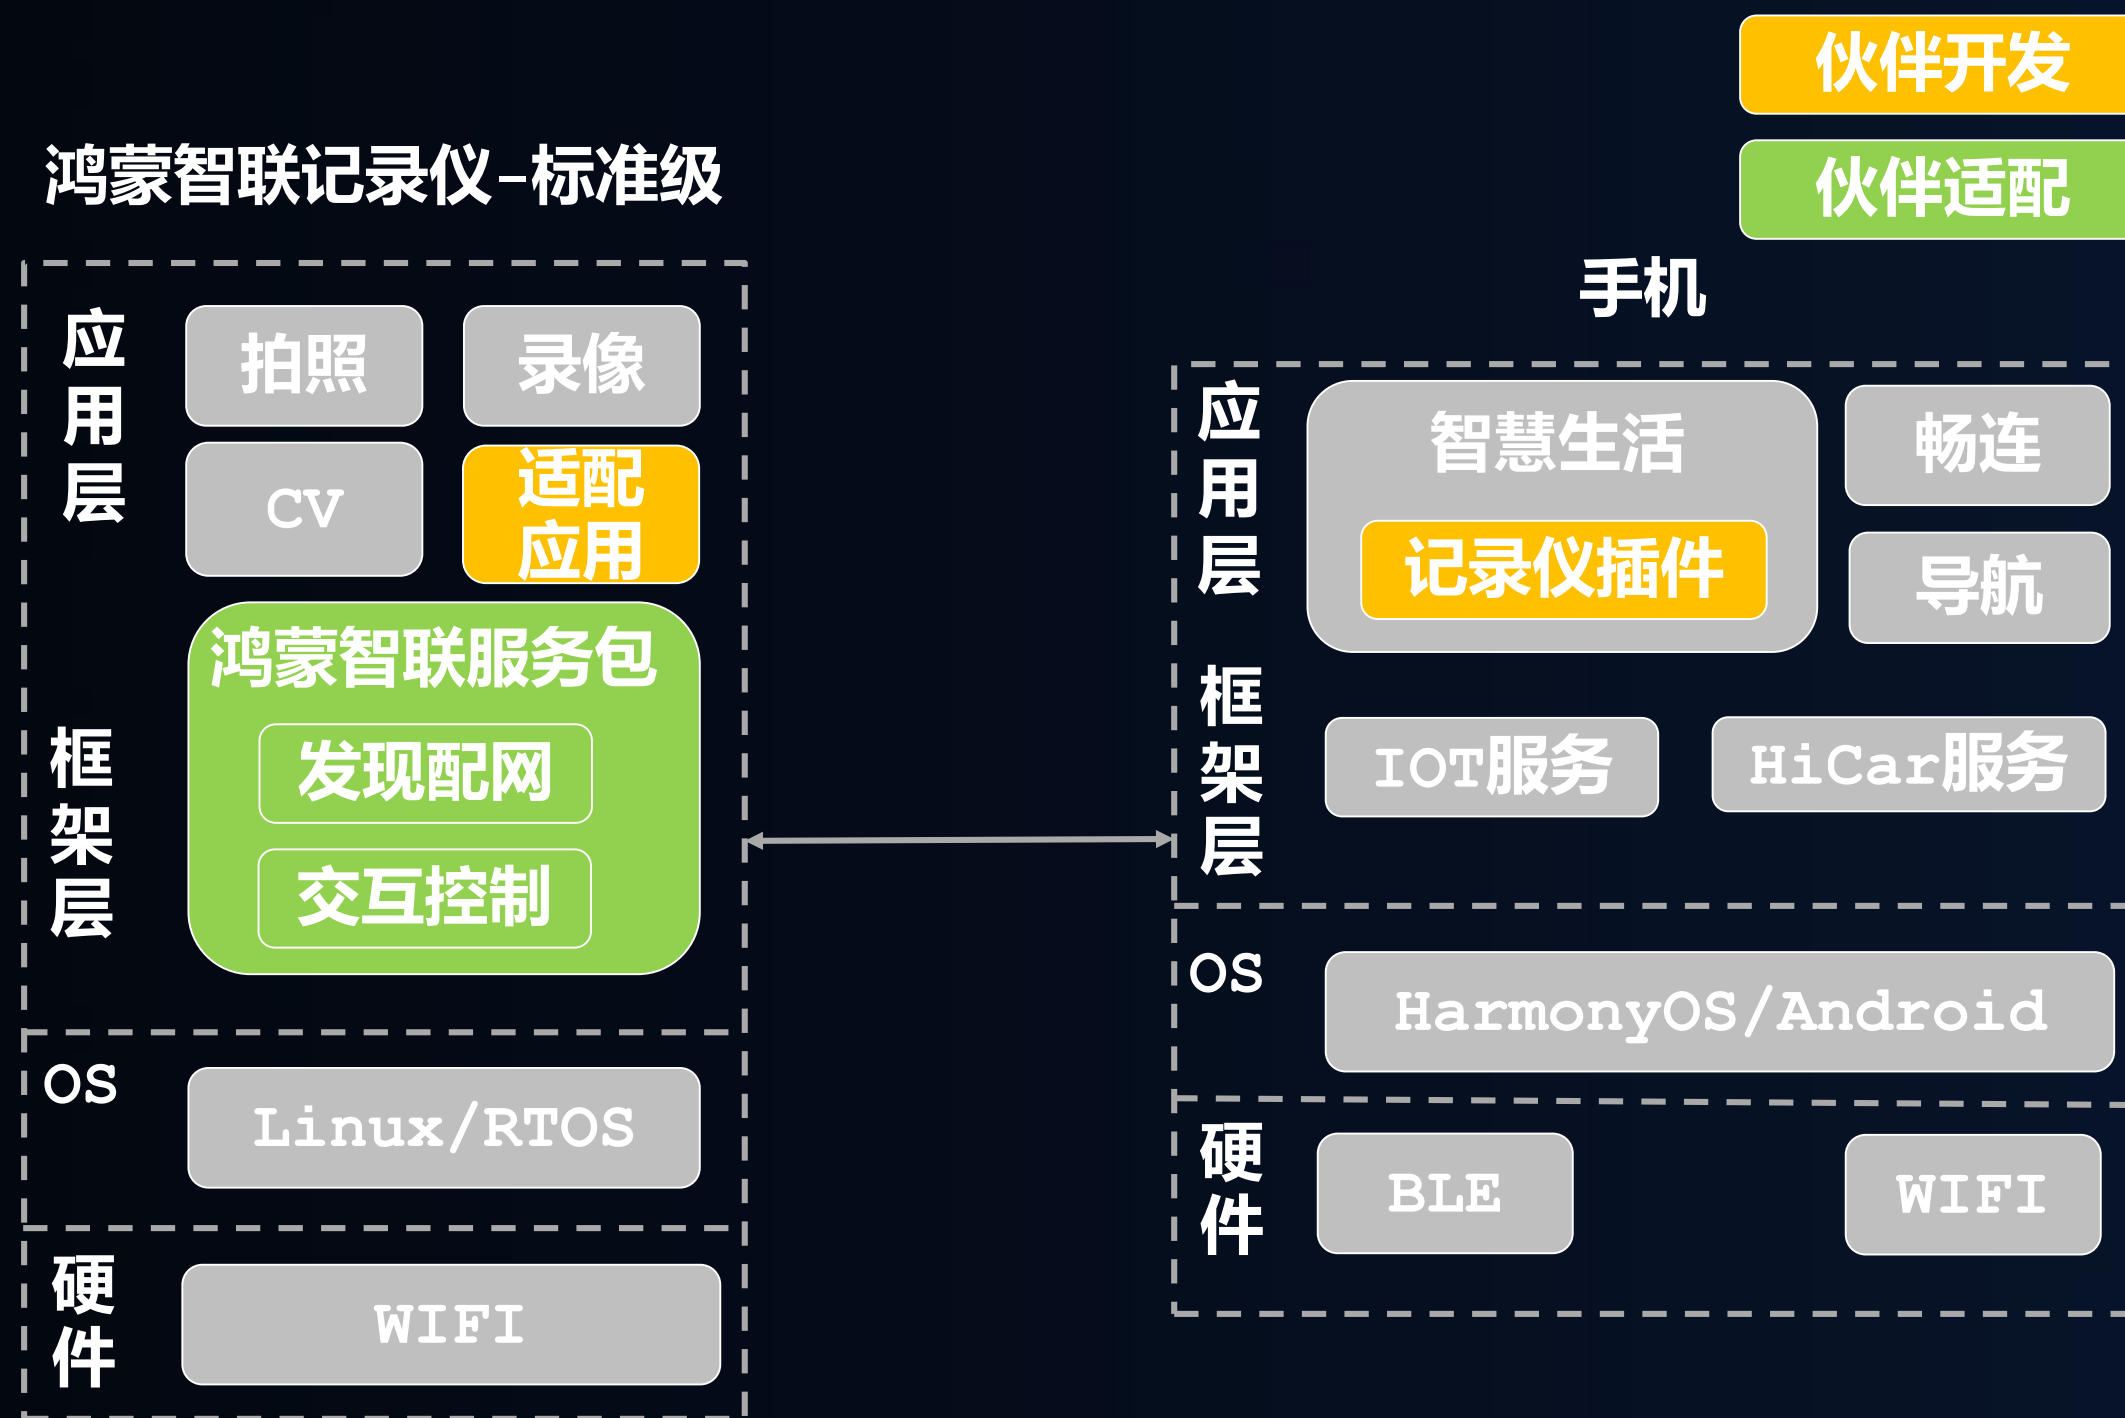 伙伴开发
伙伴适配
鸿蒙智联记录仪-标准级
应用层
拍照
录像
CV
适配
应用
框架层
鸿蒙智联服务包
发现配网
交互控制
OS
Linux/RTOS
硬件
WIFI
手机
应用层
智慧生活
记录仪插件
畅连
导航
框架层
IOT服务
HiCar服务
OS
HarmonyOS/Android
硬件
BLE
WIFI